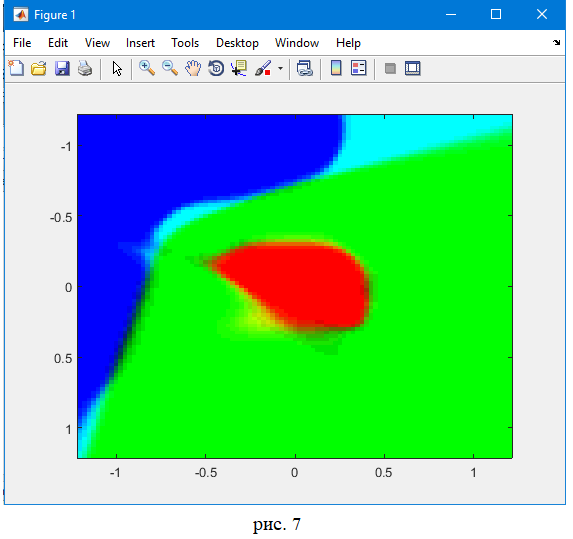 Figure 1
File Edit View Insert Tools Desktop Window Help
-1
-0.5
0
0.5
1
-1 -0.5 0 0.5 1
рис. 7